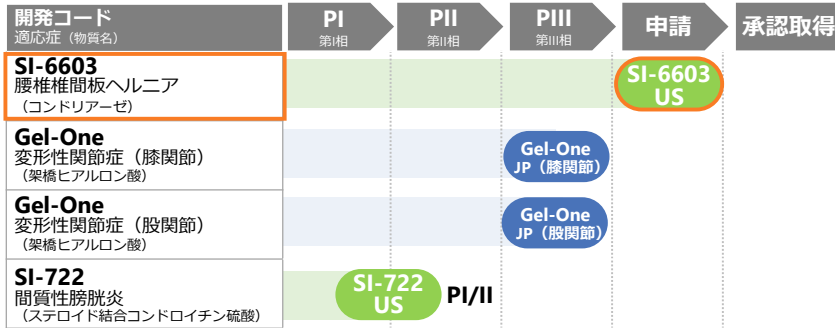 開発コード
適応症（物質名）
PI
第I相
PII
第II相
PIII
第III相
申請
承認取得
SI-6603
腰椎椎間板ヘルニア
（コンドリアーゼ）
SI-6603
US
Gel-One
変形性関節症（膝関節）
（架橋ヒアルロン酸）
Gel-One
JP（膝関節）
Gel-One
変形性関節症（股関節）
（架橋ヒアルロン酸）
Gel-One
JP（股関節）
SI-722
間質性膀胱炎
（ステロイド結合コンドロイチン硫酸）
SI-722
US
PI/II